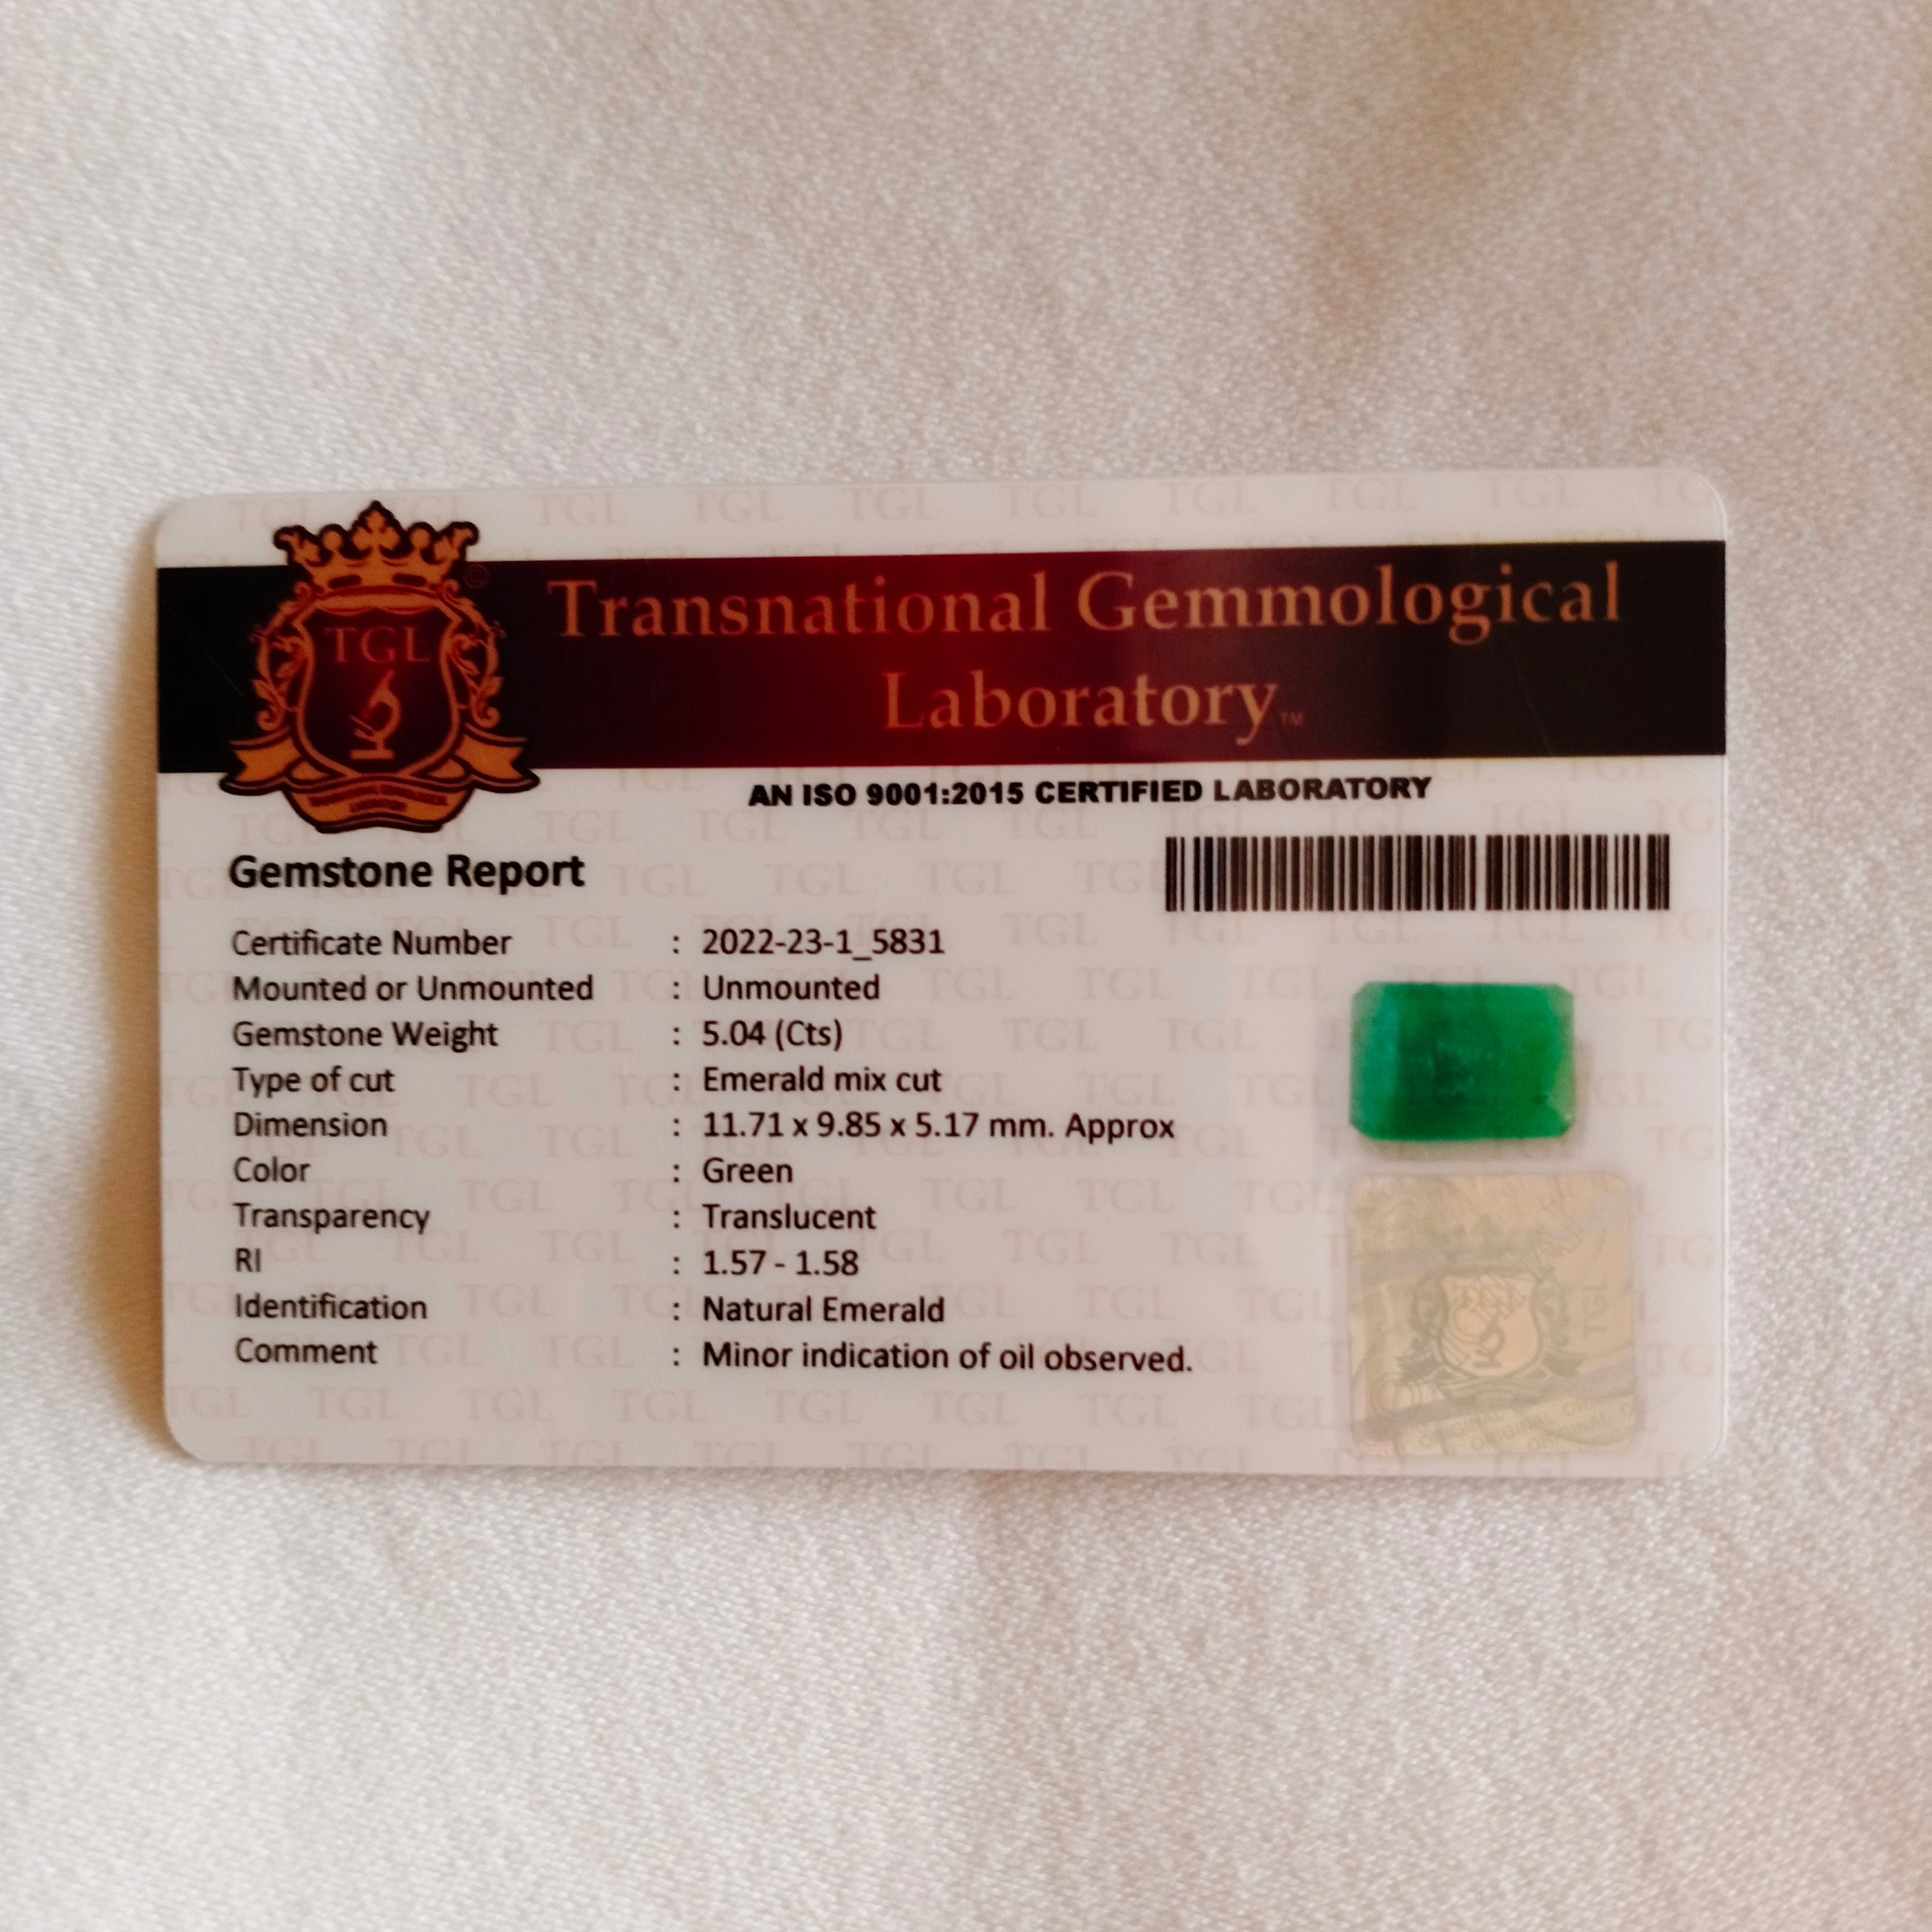 TGL
Transnational Gemmological
Laboratory™
AN ISO 9001:2015 CERTIFIED LABORATORY
Gemstone Report
Certificate Number : 2022-23-1_5831
Mounted or Unmounted : Unmounted
Gemstone Weight : 5.04 (Cts)
Type of cut : Emerald mix cut
Dimension : 11.71 x 9.85 x 5.17 mm. Approx
Color : Green
Transparency : Translucent
RI : 1.57 - 1.58
Identification : Natural Emerald
Comment : Minor indication of oil observed.
TGL
ORIGINAL